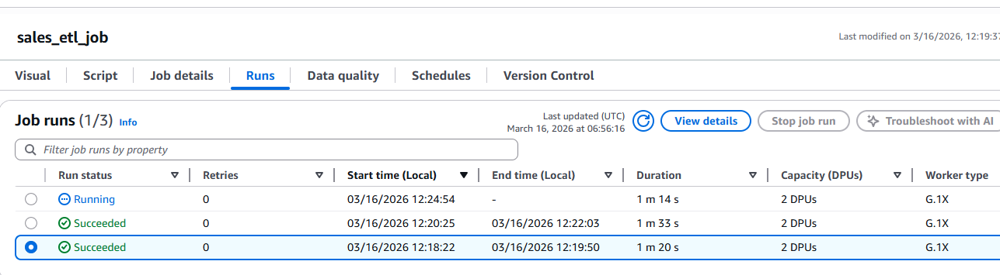 sales_etl_job
Last modified on 3/16/2026, 12:19:37
Visual Script Job details Runs Data quality Schedules Version Control
Job runs (1/3) Info
Last updated (UTC)
March 16, 2026 at 06:56:16
View details Stop job run Troubleshoot with AI
Filter job runs by property
Run status Retries Start time (Local) End time (Local) Duration Capacity (DPUs) Worker type
Running 0 03/16/2026 12:24:54 - 1 m 14 s 2 DPUs G.1X
Succeeded 0 03/16/2026 12:20:25 03/16/2026 12:22:03 1 m 33 s 2 DPUs G.1X
Succeeded 0 03/16/2026 12:18:22 03/16/2026 12:19:50 1 m 20 s 2 DPUs G.1X